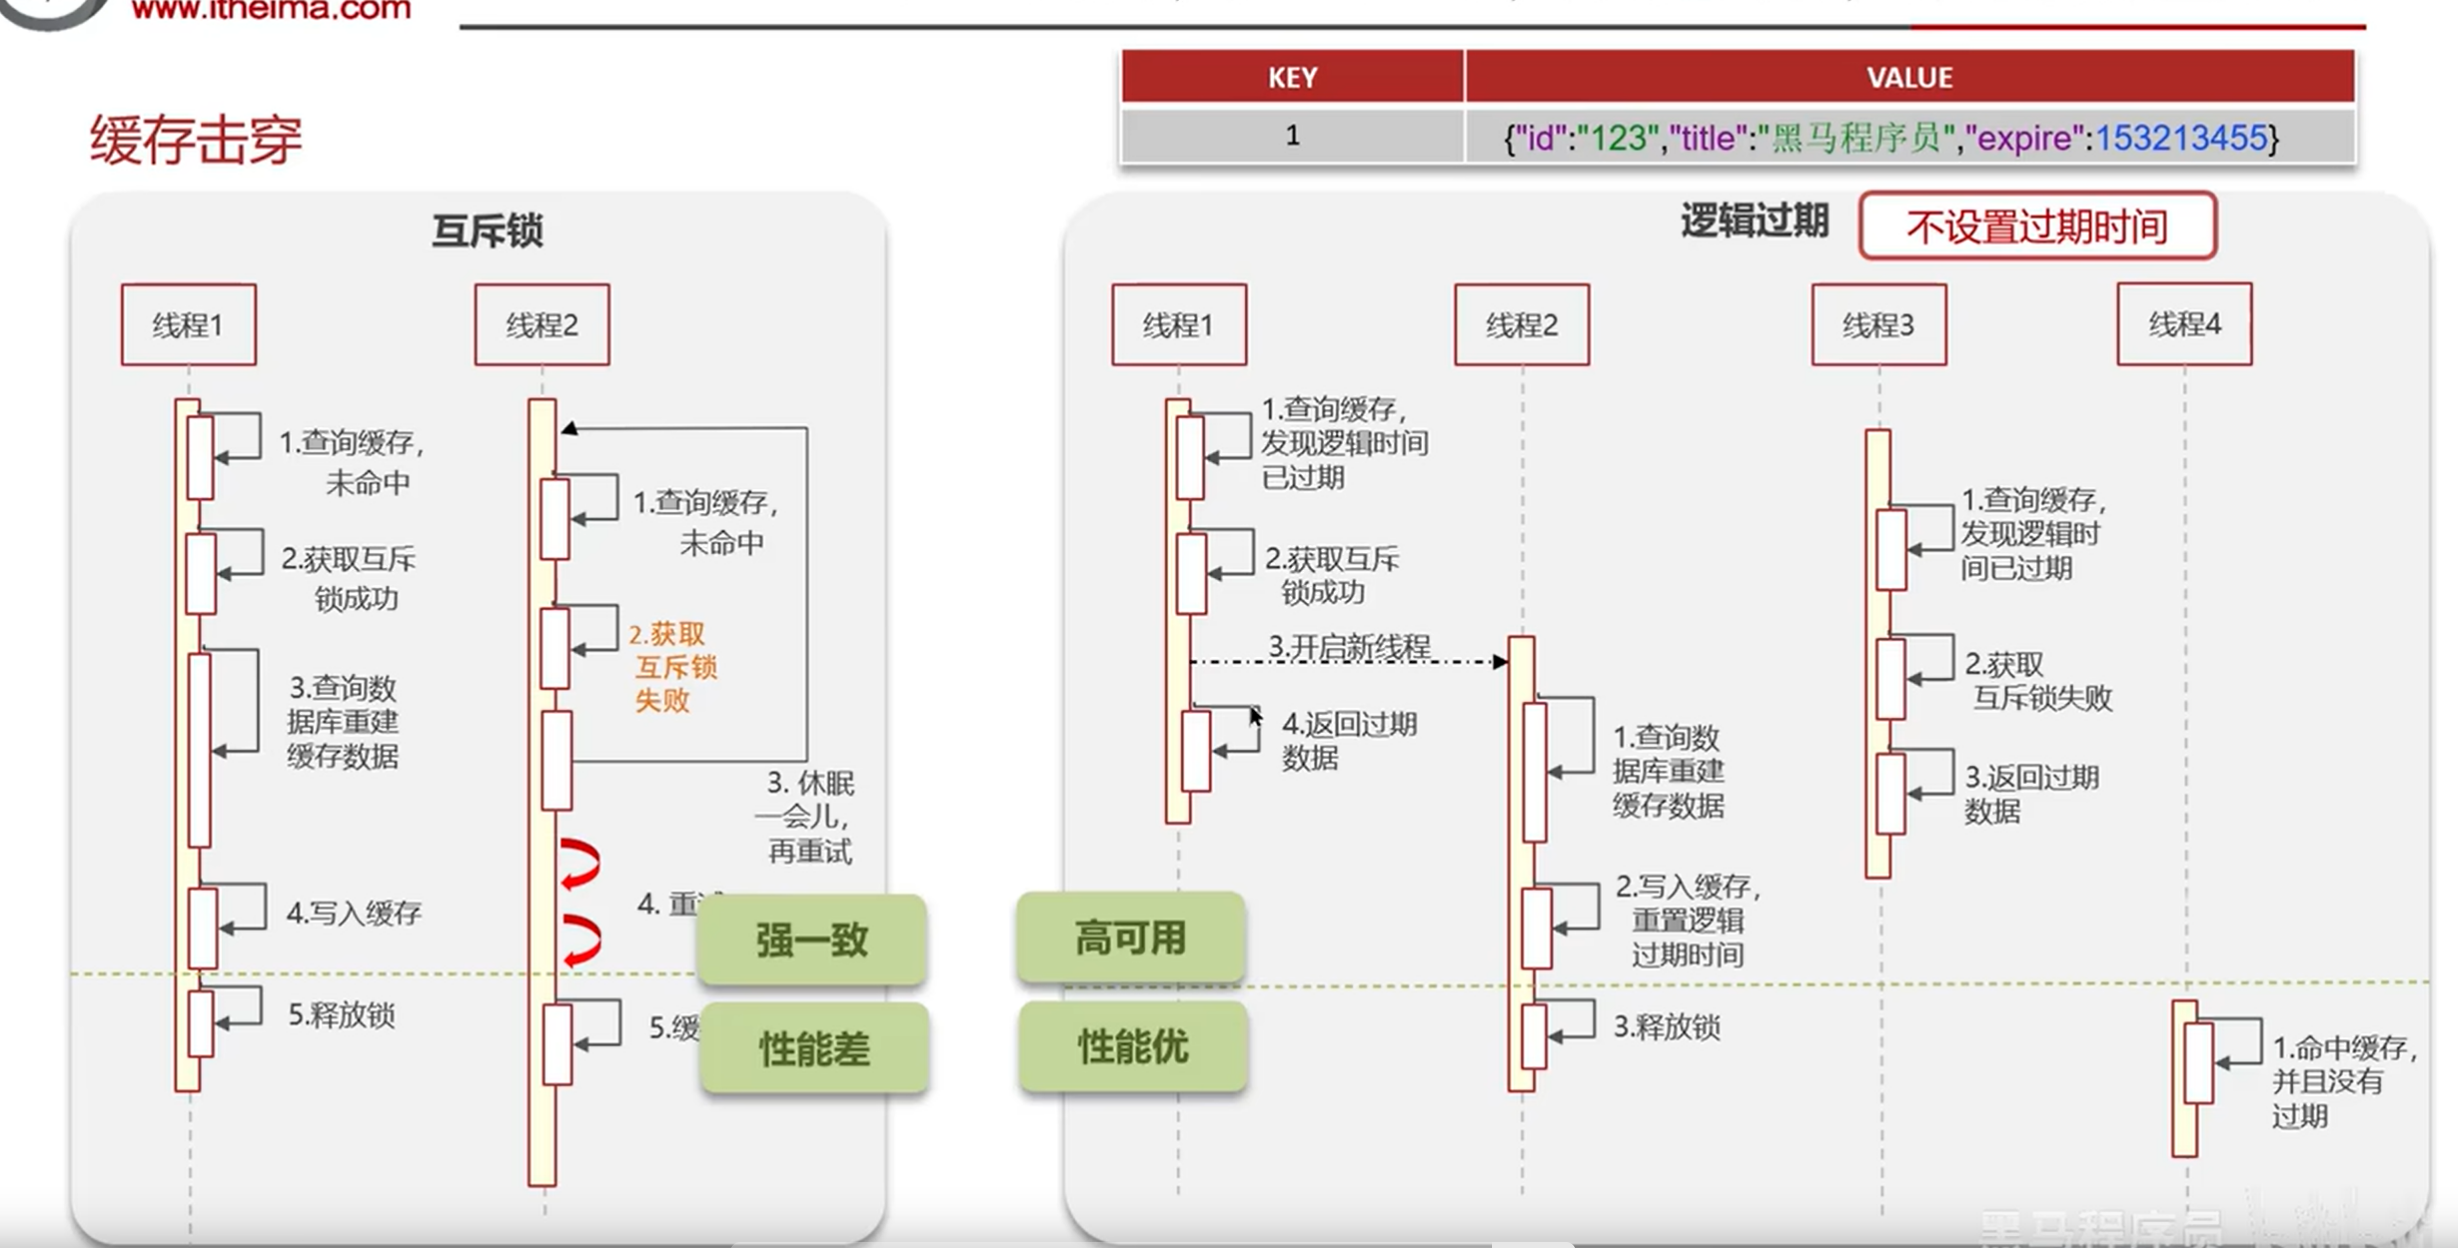 www.itheima.com
KEY
VALUE
1
{"id":"123","title":"黑马程序员","expire":153213455}
缓存击穿
互斥锁
线程1
线程2
1.查询缓存，
未命中
2.获取互斥
锁成功
3.查询数
据库重建
缓存数据
4.写入缓存
5.释放锁
1.查询缓存，
未命中
2.获取
互斥锁
失败
3. 休眠
一会儿，
再重试
4. 重
5.缓
强一致
性能差
逻辑过期
不设置过期时间
线程1
线程2
线程3
线程4
1.查询缓存，
发现逻辑时间
已过期
2.获取互斥
锁成功
3.开启新线程
4.返回过期
数据
1.查询数
据库重建
缓存数据
2.写入缓存，
重置逻辑
过期时间
3.释放锁
1.查询缓存，
发现逻辑时
间已过期
2.获取
互斥锁失败
3.返回过期
数据
1.命中缓存，
并且没有
过期
高可用
性能优
黑马程序员